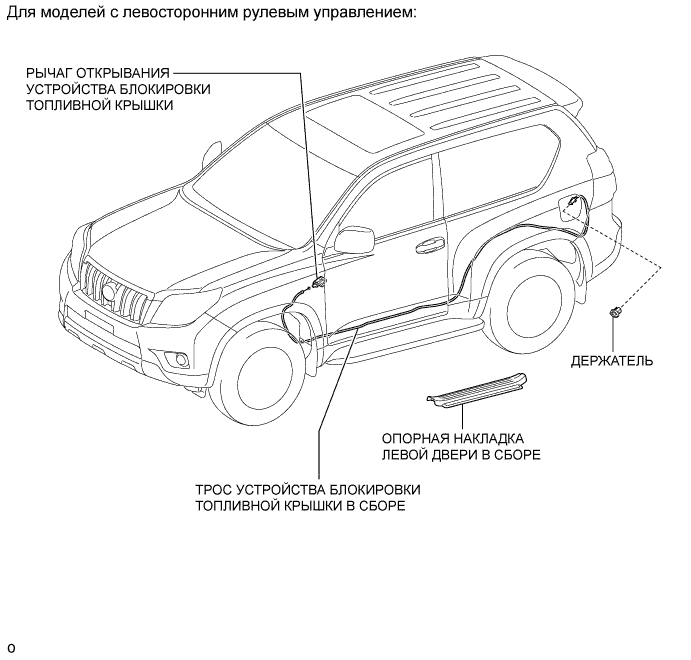 Для моделей с левосторонним рулевым управлением:
РЫЧАГ ОТКРЫВАНИЯ
УСТРОЙСТВА БЛОКИРОВКИ
ТОПЛИВНОЙ КРЫШКИ
ДЕРЖАТЕЛЬ
ОПОРНАЯ НАКЛАДКА
ЛЕВОЙ ДВЕРИ В СБОРЕ
ТРОС УСТРОЙСТВА БЛОКИРОВКИ
ТОПЛИВНОЙ КРЫШКИ В СБОРЕ
o